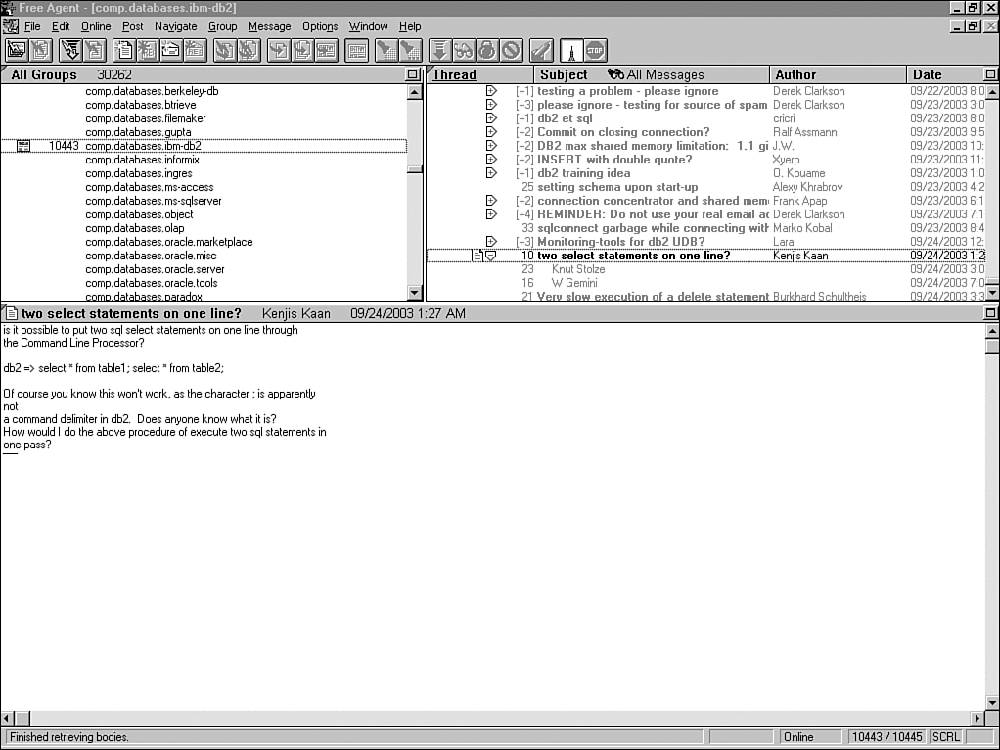 Free Agent - [comp.databases.ibm-db2]
File Edit Online Post Navigate Group Message Options Window Help
All Groups 30262
comp.databases.berkeley-db
comp.databases.btrieve
comp.databases.filemaker
comp.databases.gupta
10443 comp.databases.ibm-db2
comp.databases.informix
comp.databases.ingres
comp.databases.ms-access
comp.databases.ms-sqlserver
comp.databases.object
comp.databases.olap
comp.databases.oracle.marketplace
comp.databases.oracle.misc
comp.databases.oracle.server
comp.databases.oracle.tools
comp.databases.paradox
Thread Subject All Messages Author Date
[-1] testing a problem - please ignore Derek Clarkson 09/22/2003 8:0
[-3] please ignore - testing for source of spam Derek Clarkson 09/23/2003 3:3
[-1] db2 et sql cricri 09/23/2003 8:0
[-2] Commit on closing connection? Ralf Assmann 09/23/2003 9:5
[-2] DB2 max shared memory limitation: 1.1 gi J.W. 09/23/2003 10:
[-2] INSERT with double quote? Xyern 09/23/2003 11:
[-1] db2 training idea O. Kouame 09/23/2003 1:0
25 setting schema upon start-up Alexy Khrabrov 09/23/2003 4:2
[-2] connection concentrator and shared mem Frank Apap 09/23/2003 6:1
[-4] REMINDER: Do not use your real email ad Derek Clarkson 09/23/2003 7:1
33 sqlconnect garbage while connecting with Marko Kobal 09/23/2003 8:4
[-3] Monitoring-tools for db2 UDB? Lara 09/24/2003 12:
10 two select statements on one line? Kenjis Kaan 09/24/2003 1:2
23 Knut Stolze 09/24/2003 3:0
16 W Gemini 09/24/2003 7:0
21 Very slow execution of a delete statement Burkhard Schultheis 09/24/2003 3:3
two select statements on one line? Kenjis Kaan 09/24/2003 1:27 AM
is it possible to put two sql select statements on one line through
the Command Line Processor?
db2 => select * from table1; select * from table2;
Of course you know this won't work, as the character ; is apparently
not
a command delimiter in db2. Does anyone know what it is?
How would I do the above procedure of execute two sql statements in
one pass?
Finished retreving bocies. Online 10443 / 10445 SCRL